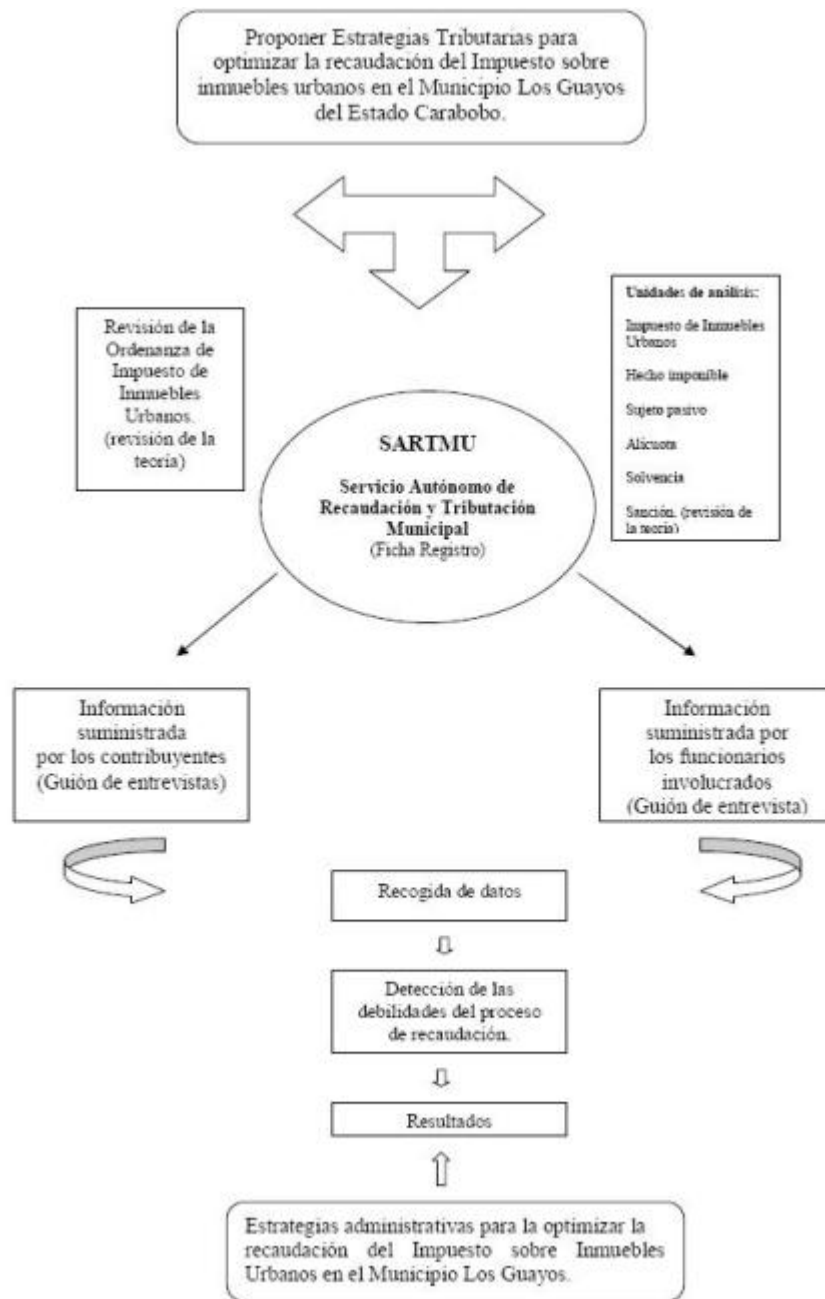 Proponer Estrategias Tributarias para
optimizar la recaudación del Impuesto sobre
inmuebles urbanos en el Municipio Los Guayos
del Estado Carabobo.
Revisión de la
Ordenanza de
Impuesto de
Inmuebles
Urbanos.
(revisión de la
teoría)
Unidades de análisis:
Impuesto de Inmuebles
Urbanos
Hecho imponible
Sujeto pasivo
Alícuota
Solvencia
Sanción. (revisión de
la teoría)
SARTMU
Servicio Autónomo de
Recaudación y Tributación
Municipal
(Ficha Registro)
Información
suministrada
por los contribuyentes
(Guión de entrevistas)
Información
suministrada por
los funcionarios
involucrados
(Guión de entrevista)
Recogida de datos
Detección de las
debilidades del proceso
de recaudación.
Resultados
Estrategias administrativas para la optimizar la
recaudación del Impuesto sobre Inmuebles
Urbanos en el Municipio Los Guayos.